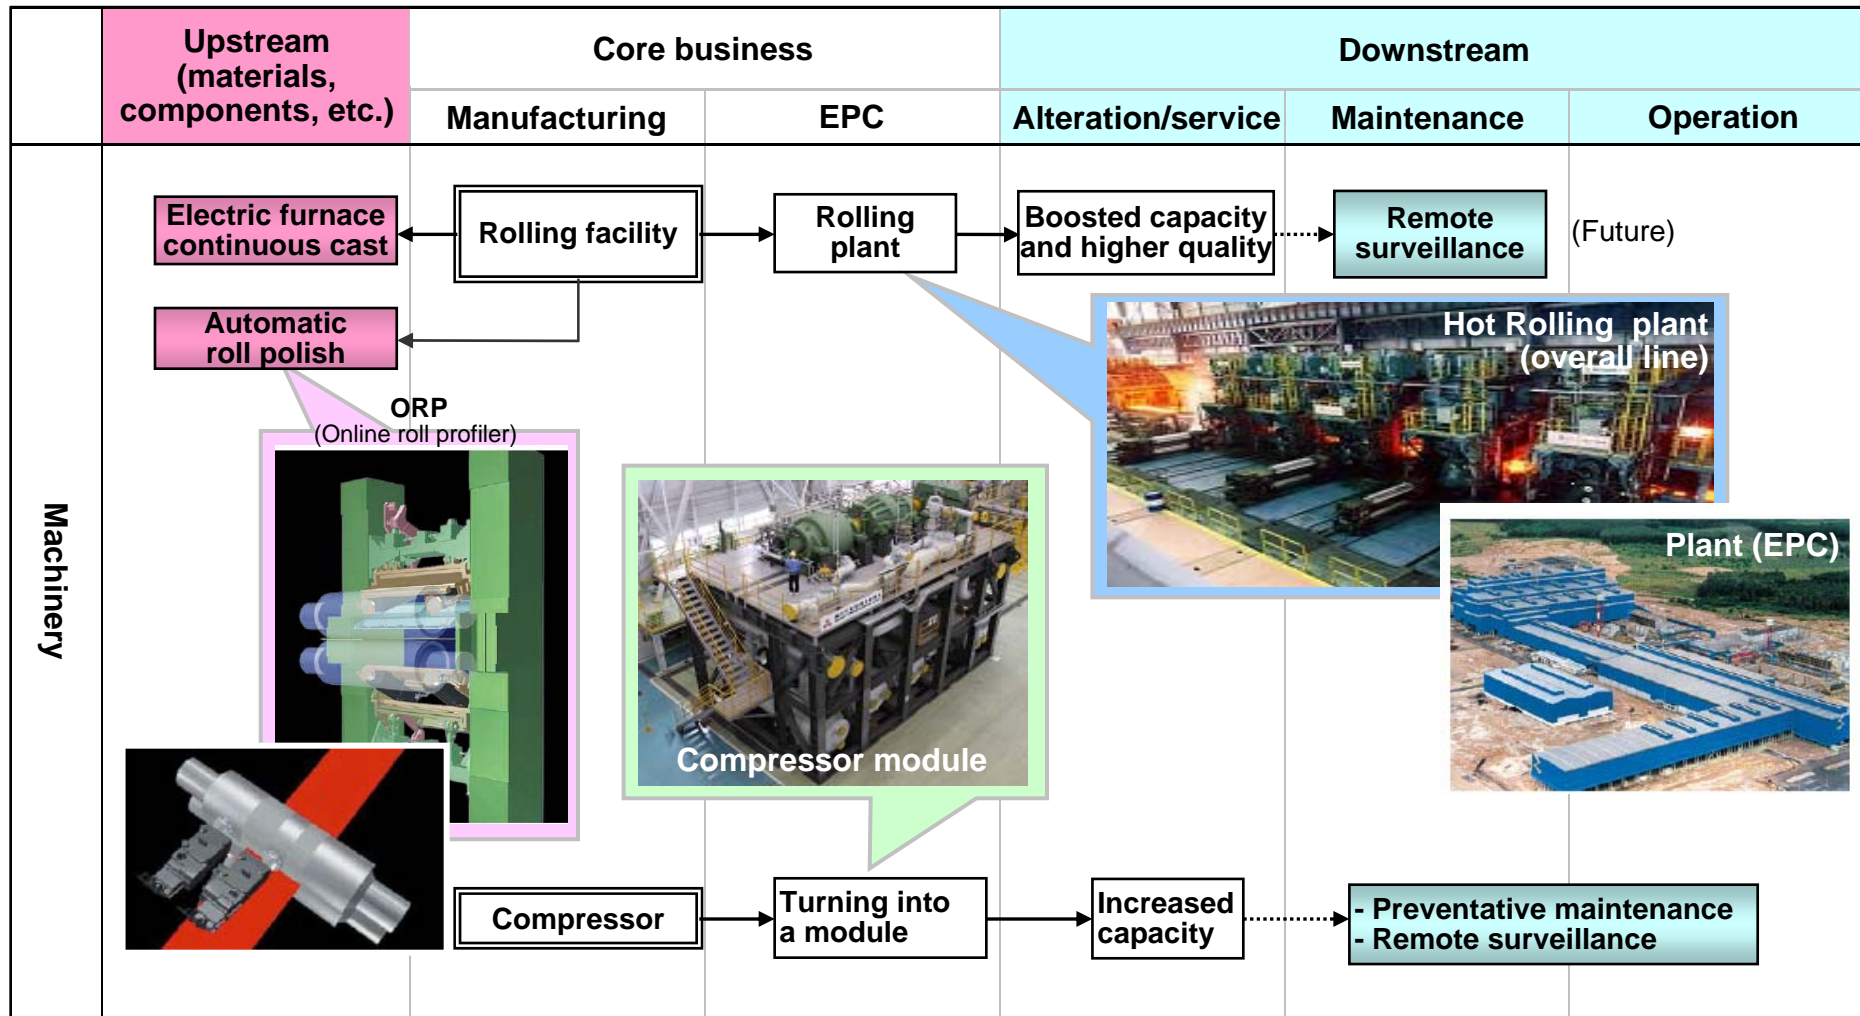 Upstream
(materials,
components, etc.)
Core business
Downstream
Manufacturing
EPC
Alteration/service
Maintenance
Operation
Machinery
Electric furnace
continuous cast
Rolling facility
Rolling
plant
Boosted capacity
and higher quality
Remote
surveillance
(Future)
Automatic
roll polish
ORP
(Online roll profiler)
Hot Rolling plant
(overall line)
Plant (EPC)
Compressor module
Compressor
Turning into
a module
Increased
capacity
- Preventative maintenance
- Remote surveillance